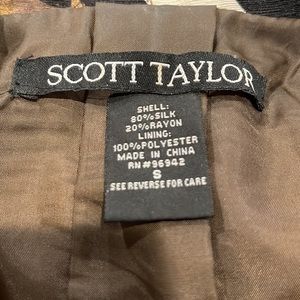 SCOTT TAYLOR
SHELL:
80%SILK
20%RAYON
LINING:
100%POLYESTER
MADE IN CHINA
RN#96942
S
SEE REVERSE FOR CARE